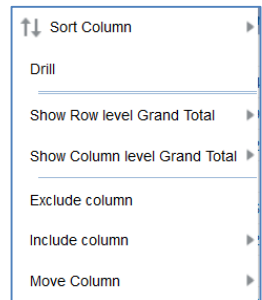 Sort Column
Drill
Show Row level Grand Total
Show Column level Grand Total
Exclude column
Include column
Move Column